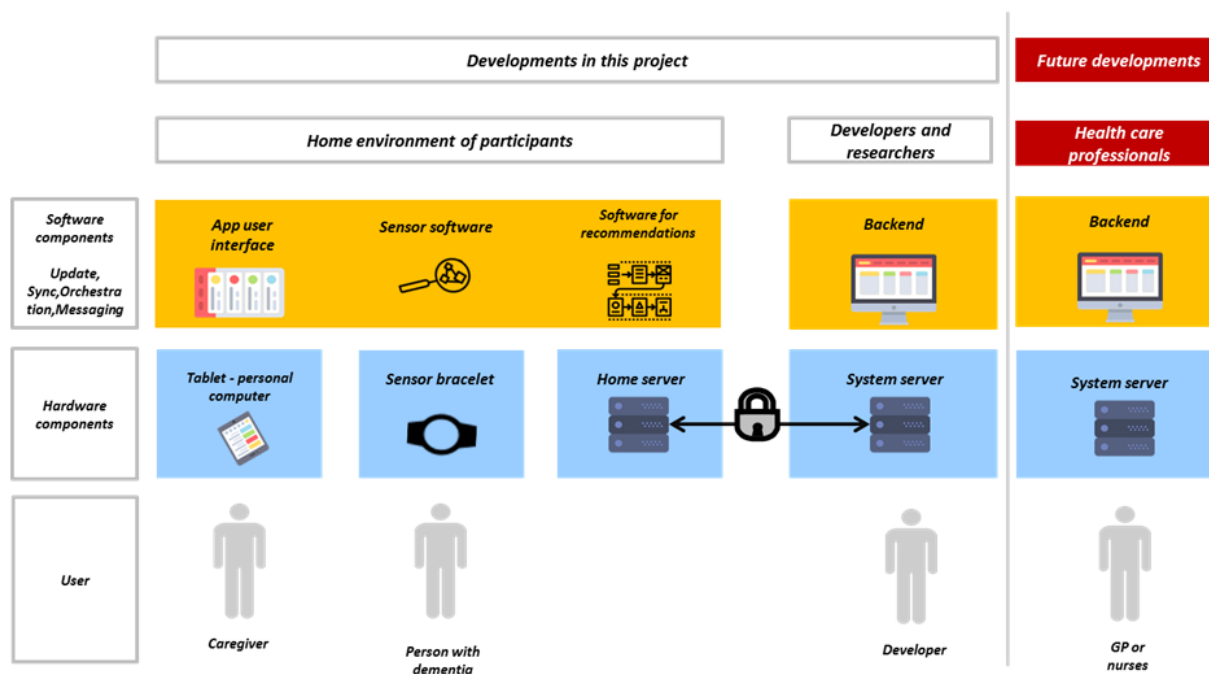 Developments in this project
Future developments
Home environment of participants
Developers and
researchers
Health care
professionals
Software
components
Update,
Sync,Orchestra
tion,Messaging
App user
interface
Sensor software
Software for
recommendations
Backend
Backend
Hardware
components
Tablet - personal
computer
Sensor bracelet
Home server
System server
System server
User
Caregiver
Person with
dementia
Developer
GP or
nurses